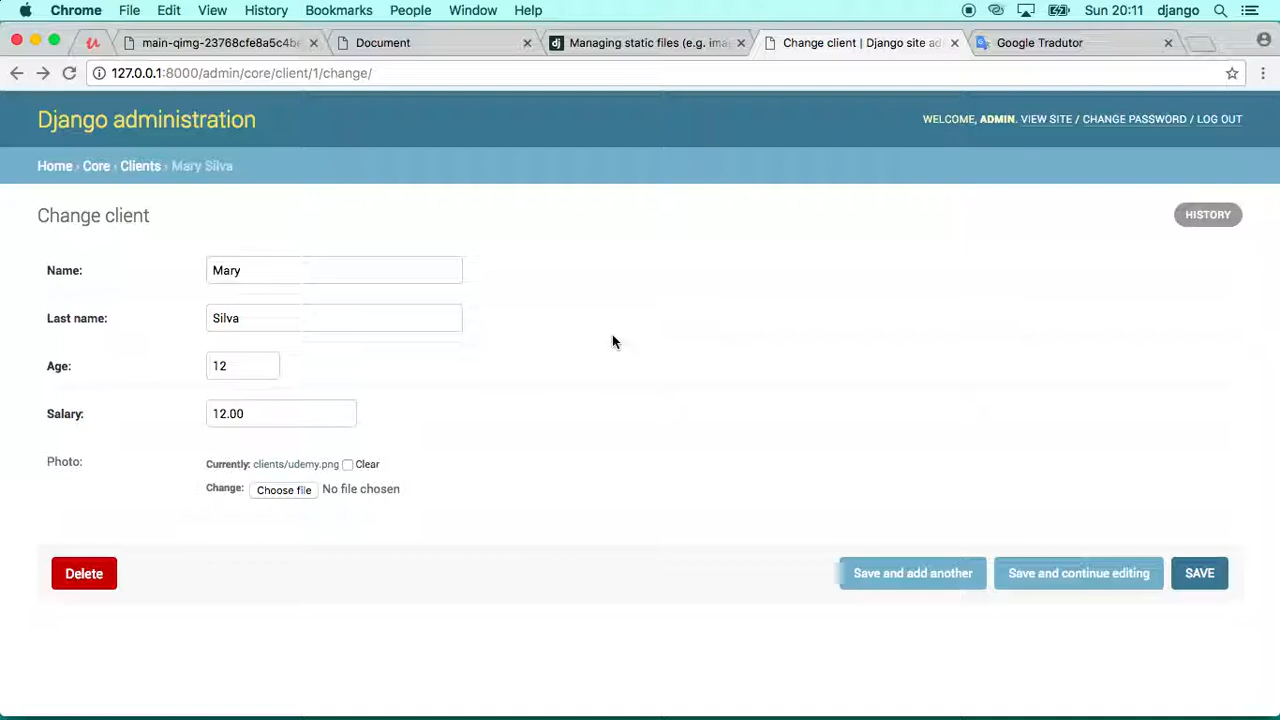 Chrome File Edit View History Bookmarks People Window Help Sun 20:11 django
main-qimg-23768cfe8a5c4be Document Managing static files (e.g. ima Change client | Django site ad Google Tradutor
127.0.0.1:8000/admin/core/client/1/change/
Django administration
WELCOME, ADMIN. VIEW SITE / CHANGE PASSWORD / LOG OUT
Home › Core › Clients › Mary Silva
Change client
HISTORY
Name: Mary
Last name: Silva
Age: 12
Salary: 12.00
Photo: Currently: clients/udemy.png Clear
Change: Choose file No file chosen
Delete Save and add another Save and continue editing SAVE